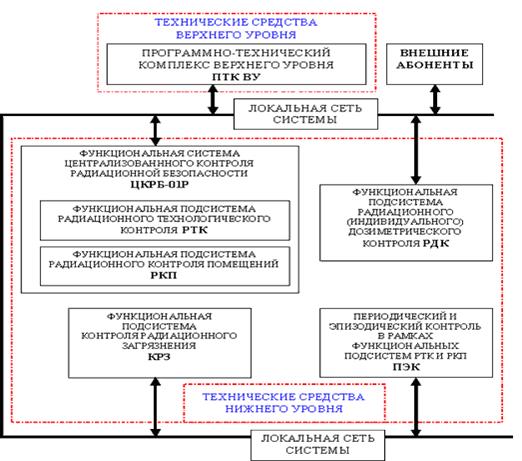 ТЕХНИЧЕСКИЕ СРЕДСТВА
ВЕРХНЕГО УРОВНЯ
ПРОГРАММНО-ТЕХНИЧЕСКИЙ
КОМПЛЕКС ВЕРХНЕГО УРОВНЯ
ПТК ВУ
ВНЕШНИЕ
АБОНЕНТЫ
ЛОКАЛЬНАЯ СЕТЬ
СИСТЕМЫ
ФУНКЦИОНАЛЬНАЯ СИСТЕМА
ЦЕНТРАЛИЗОВАНННОГО КОНТРОЛЯ
РАДИАЦИОННОЙ БЕЗОПАСНОСТИ
ЦКРБ-01Р
ФУНКЦИОНАЛЬНАЯ ПОДСИСТЕМА
РАДИАЦИОННОГО ТЕХНОЛОГИЧЕСКОГО
КОНТРОЛЯ РТК
ФУНКЦИОНАЛЬНАЯ ПОДСИСТЕМА
РАДИАЦИОННОГО КОНТРОЛЯ ПОМЕЩЕНИЙ
РКП
ФУНКЦИОНАЛЬНАЯ
ПОДСИСТЕМА
РАДИАЦИОННОГО
(ИНДИВИДУАЛЬНОГО)
ДОЗИМЕТРИЧЕСКОГО
КОНТРОЛЯ РДК
ФУНКЦИОНАЛЬНАЯ
ПОДСИСТЕМА
КОНТРОЛЯ РАДИАЦИОННОГО
ЗАГРЯЗНЕНИЯ
КРЗ
ПЕРИОДИЧЕСКИЙ И
ЭПИЗОДИЧЕСКИЙ КОНТРОЛЬ
В РАМКАХ
ФУНКЦИОНАЛЬНЫХ
ПОДСИСТЕМ РТК И РКП
ПЭК
ТЕХНИЧЕСКИЕ СРЕДСТВА
НИЖНЕГО УРОВНЯ
ЛОКАЛЬНАЯ СЕТЬ
СИСТЕМЫ